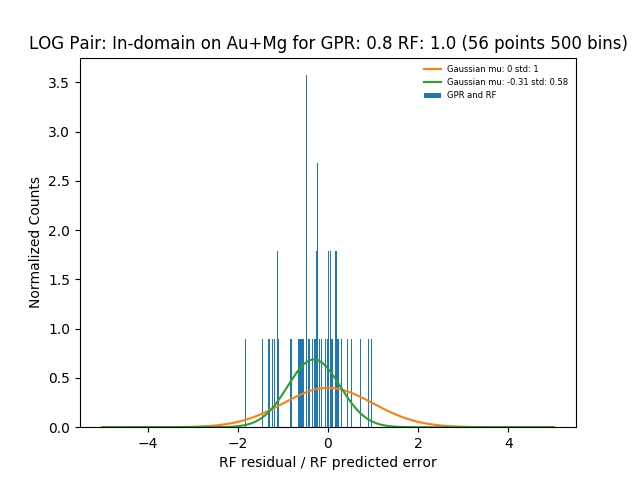 LOG Pair: In-domain on Au+Mg for GPR: 0.8 RF: 1.0 (56 points 500 bins)
Gaussian mu: 0 std: 1
Gaussian mu: -0.31 std: 0.58
GPR and RF
Normalized Counts
3.5
3.0
2.5
2.0
1.5
1.0
0.5
0.0
−4 −2 0 2 4
RF residual / RF predicted error